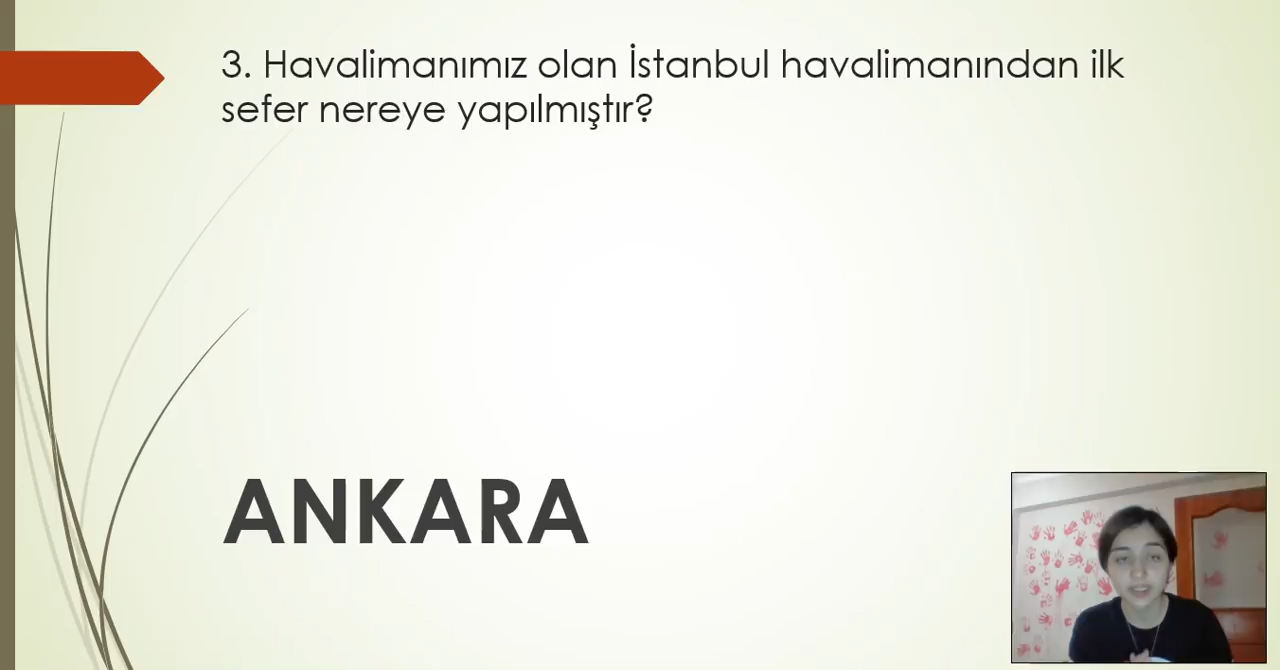 3. Havalimanımız olan İstanbul havalimanından ilk
sefer nereye yapılmıştır?
ANKARA